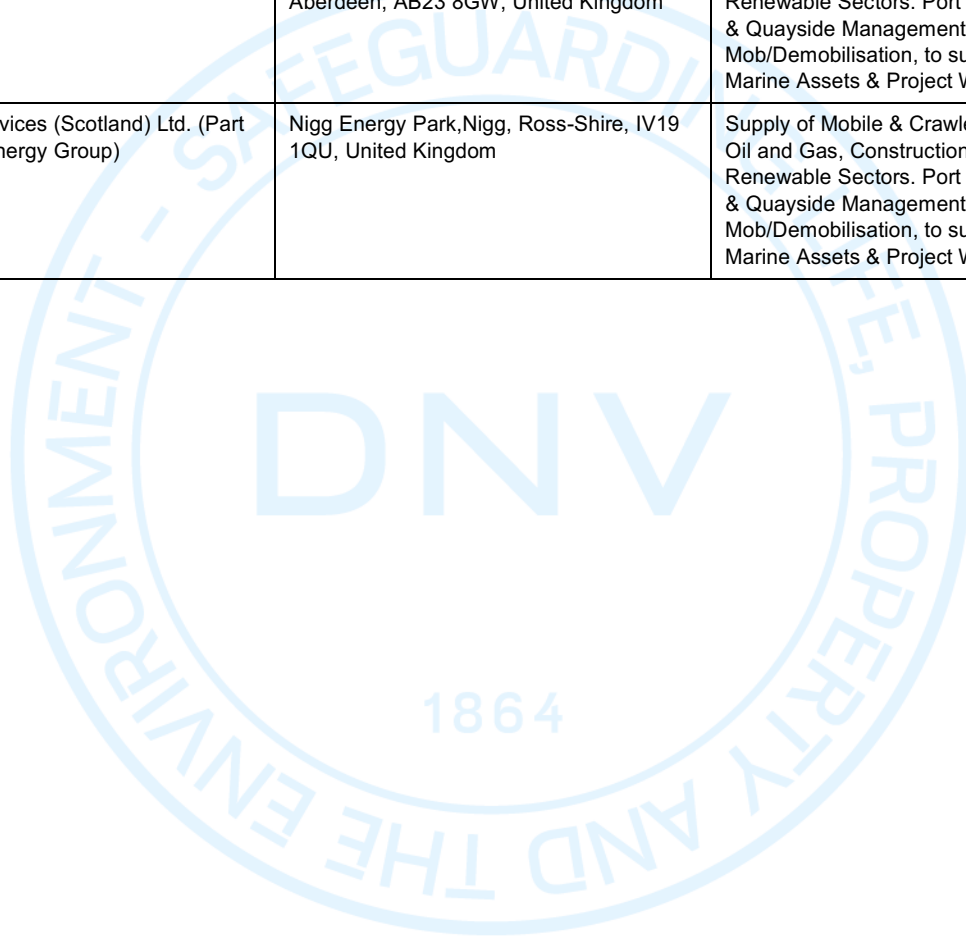 Aberdeen, AB23 8GW, United Kingdom
Renewable Sectors. Port
& Quayside Management
Mob/Demobilisation, to su
Marine Assets & Project
vices (Scotland) Ltd. (Part
nergy Group)
Nigg Energy Park,Nigg, Ross-Shire, IV19
1QU, United Kingdom
Supply of Mobile & Crawle
Oil and Gas, Construction
Renewable Sectors. Port
& Quayside Management
Mob/Demobilisation, to su
Marine Assets & Project
SAFEGUARDING LIFE, PROPERTY AND THE ENVIRONMENT -
DNV
1864